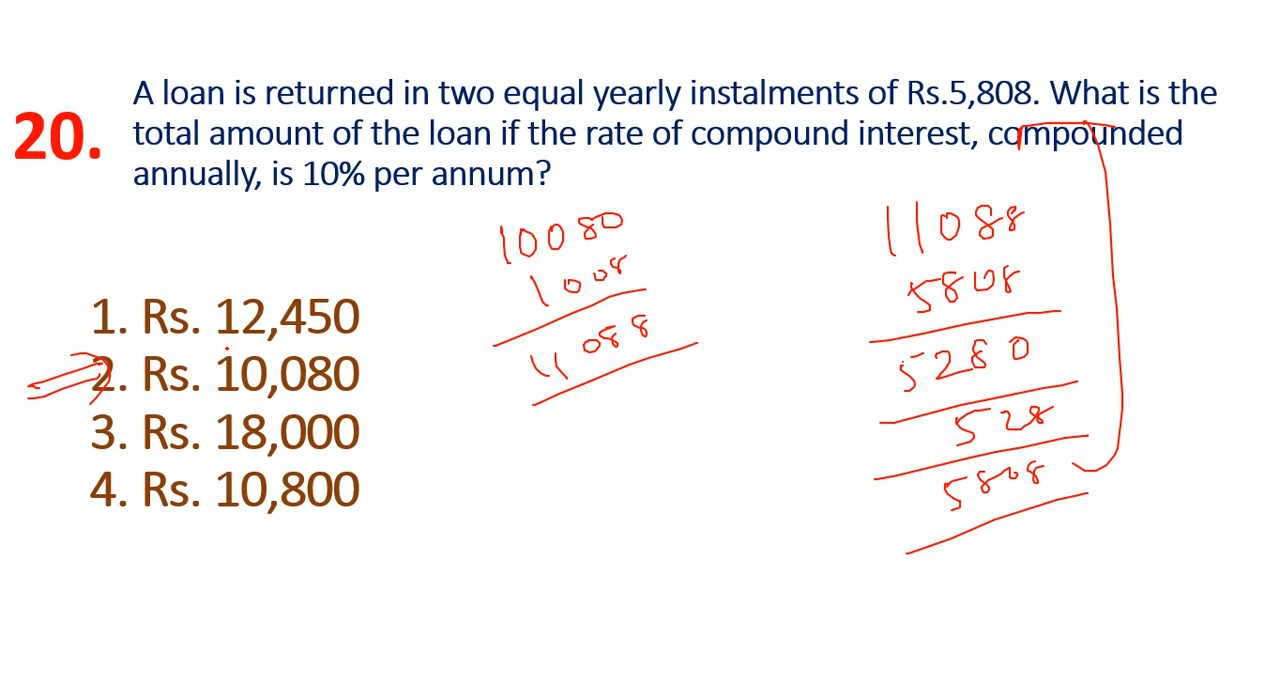 A loan is returned in two equal yearly instalments of Rs.5,808. What is the
20. total amount of the loan if the rate of compound interest, compounded
annually, is 10% per annum?
1. Rs. 12,450
2. Rs. 10,080
3. Rs. 18,000
4. Rs. 10,800
10080
1008
11088
11088
5808
5280
528
5808